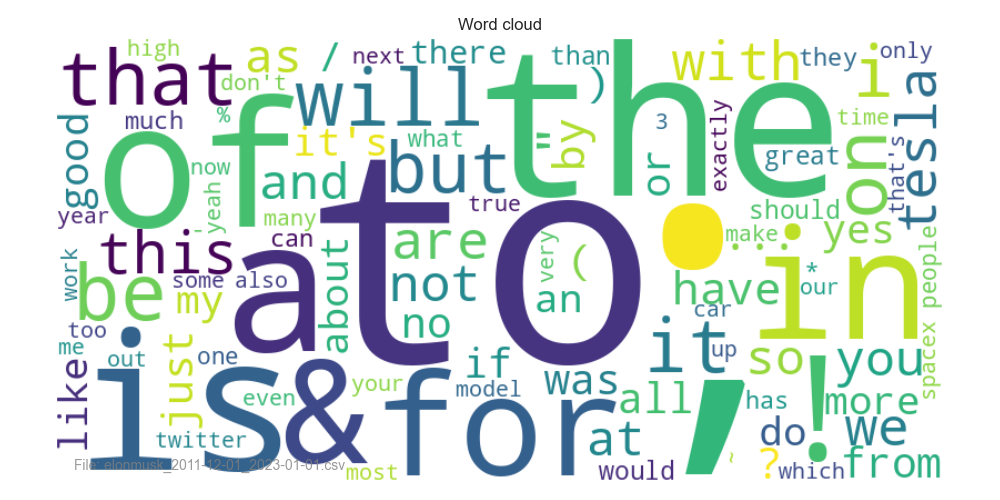 Word cloud
high
that
as
/
next
there
than
)
with
they
i
only
don't
will
the
"
%
much
good
of
it's
what
but
by
or
3
exactly
great
time
on
that's
tesla
now
and
yeah
'
year
many
true
should
yes
this
can
to
.
make
...
in
are
very
(
work
be
some
also
a
about
not
an
have
*
our
people
my
no
car
too
me
out
one
just
if
it
up
so
you
spacex
like
is
even
&
your
for
model
was
all
,
has
!
more
twitter
at
do
we
?
which
from
most
would
~
File: elonmusk_2011-12-01_2023-01-01.csv